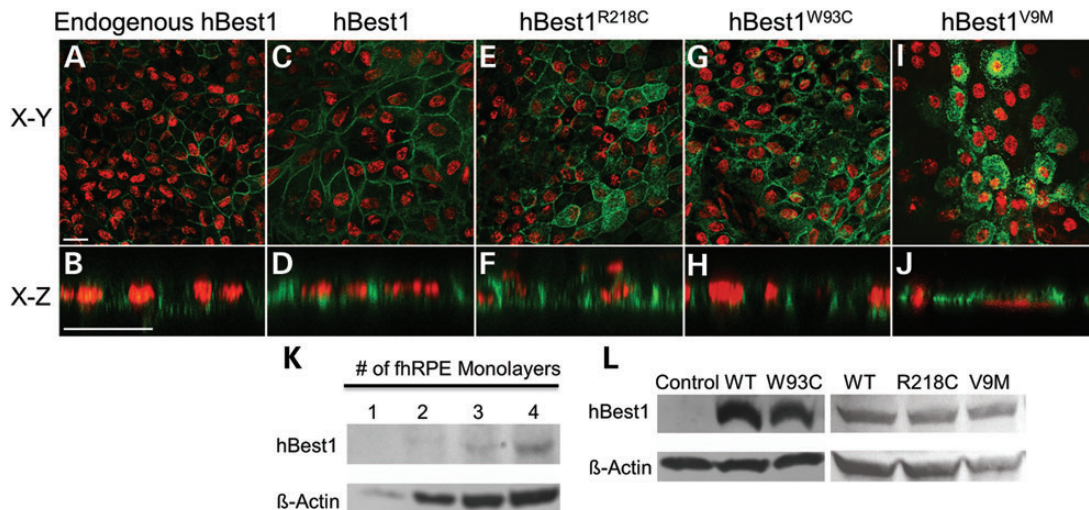 Endogenous hBest1 hBest1 hBest1R218C hBest1W93C hBest1V9M
X-Y A C E G I
X-Z B D F H J
K # of fhRPE Monolayers
1 2 3 4
hBest1
ß-Actin
L Control WT W93C WT R218C V9M
hBest1
ß-Actin